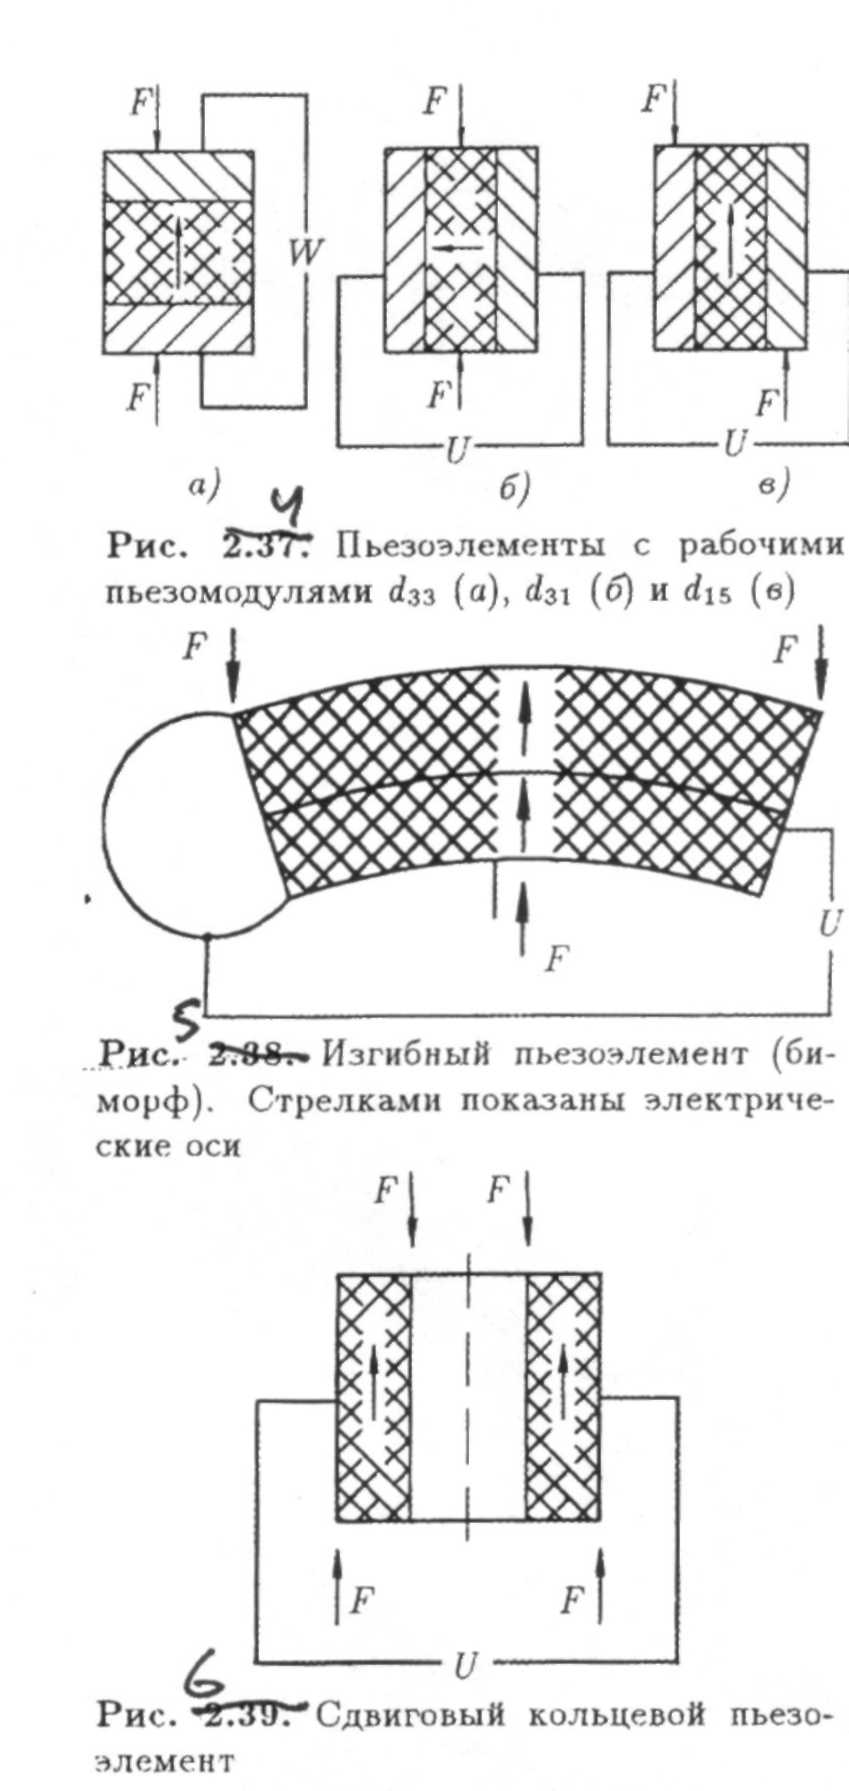 F F F
W
F F F
U U
а) б) в)
4
Рис. 2.37. Пьезоэлементы с рабочими
пьезомодулями d₃₃ (а), d₃₁ (б) и d₁₅ (в)
F F
U
F
5
Рис. 2.38. Изгибный пьезоэлемент (би-
морф). Стрелками показаны электриче-
ские оси
F F
F F
U
6
Рис. 2.39. Сдвиговый кольцевой пьезо-
элемент